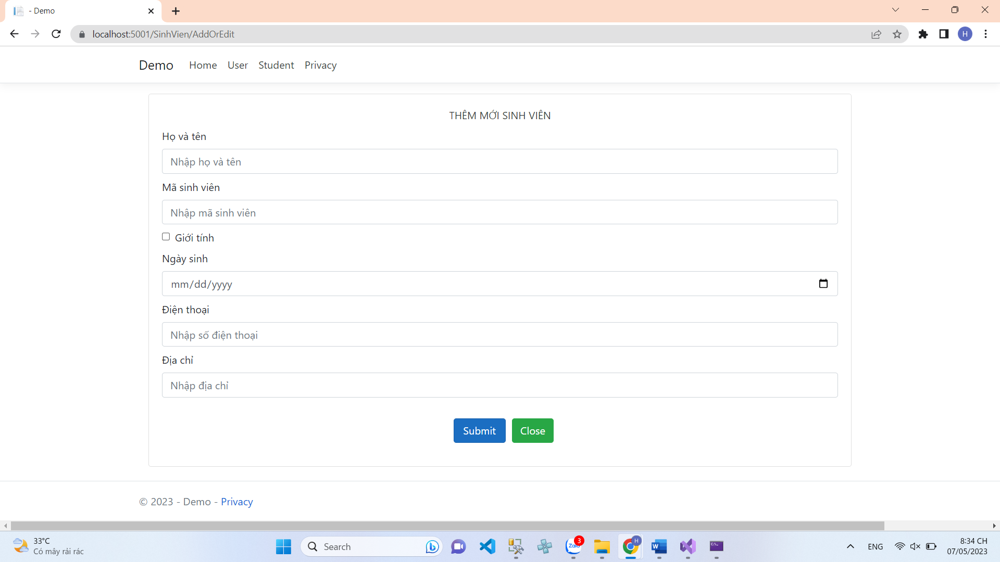 - Demo
localhost:5001/SinhVien/AddOrEdit
H
Demo Home User Student Privacy
THÊM MỚI SINH VIÊN
Họ và tên
Nhập họ và tên
Mã sinh viên
Nhập mã sinh viên
Giới tính
Ngày sinh
mm/dd/yyyy
Điện thoại
Nhập số điện thoại
Địa chỉ
Nhập địa chỉ
Submit Close
© 2023 - Demo - Privacy
33°C
Có mây rải rác
Search
Zalo
3
H
W
C:\_
ENG
8:34 CH
07/05/2023